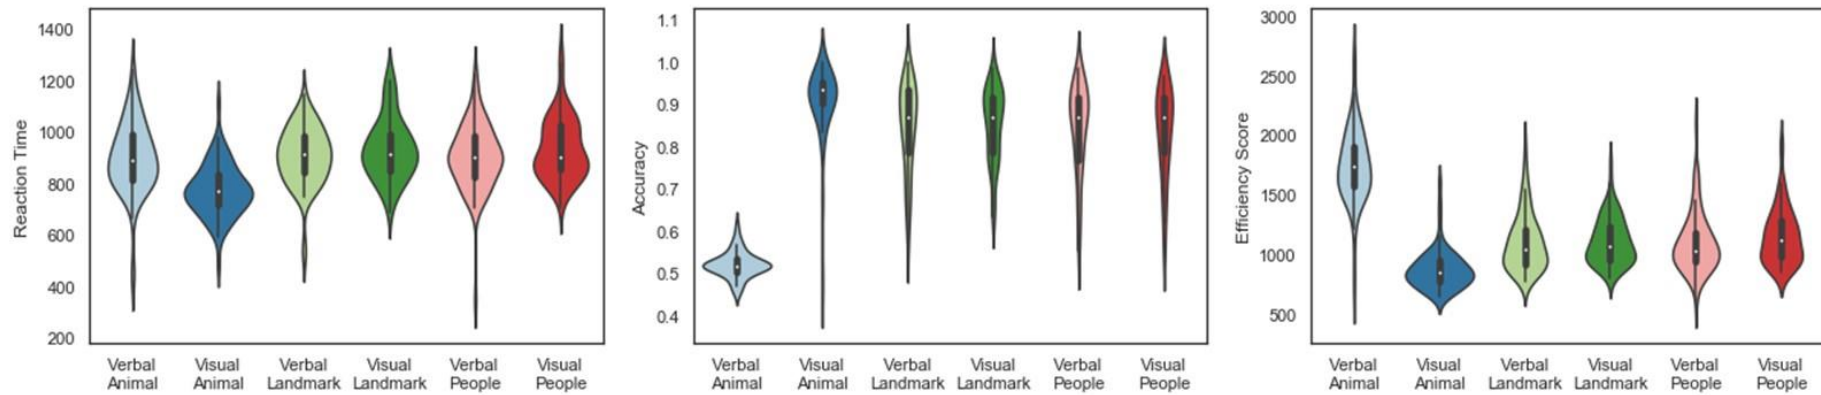 Reaction Time
1400
1200
1000
800
600
400
200
Verbal Animal
Visual Animal
Verbal Landmark
Visual Landmark
Verbal People
Visual People
Accuracy
1.1
1.0
0.9
0.8
0.7
0.6
0.5
0.4
Verbal Animal
Visual Animal
Verbal Landmark
Visual Landmark
Verbal People
Visual People
Efficiency Score
3000
2500
2000
1500
1000
500
Verbal Animal
Visual Animal
Verbal Landmark
Visual Landmark
Verbal People
Visual People